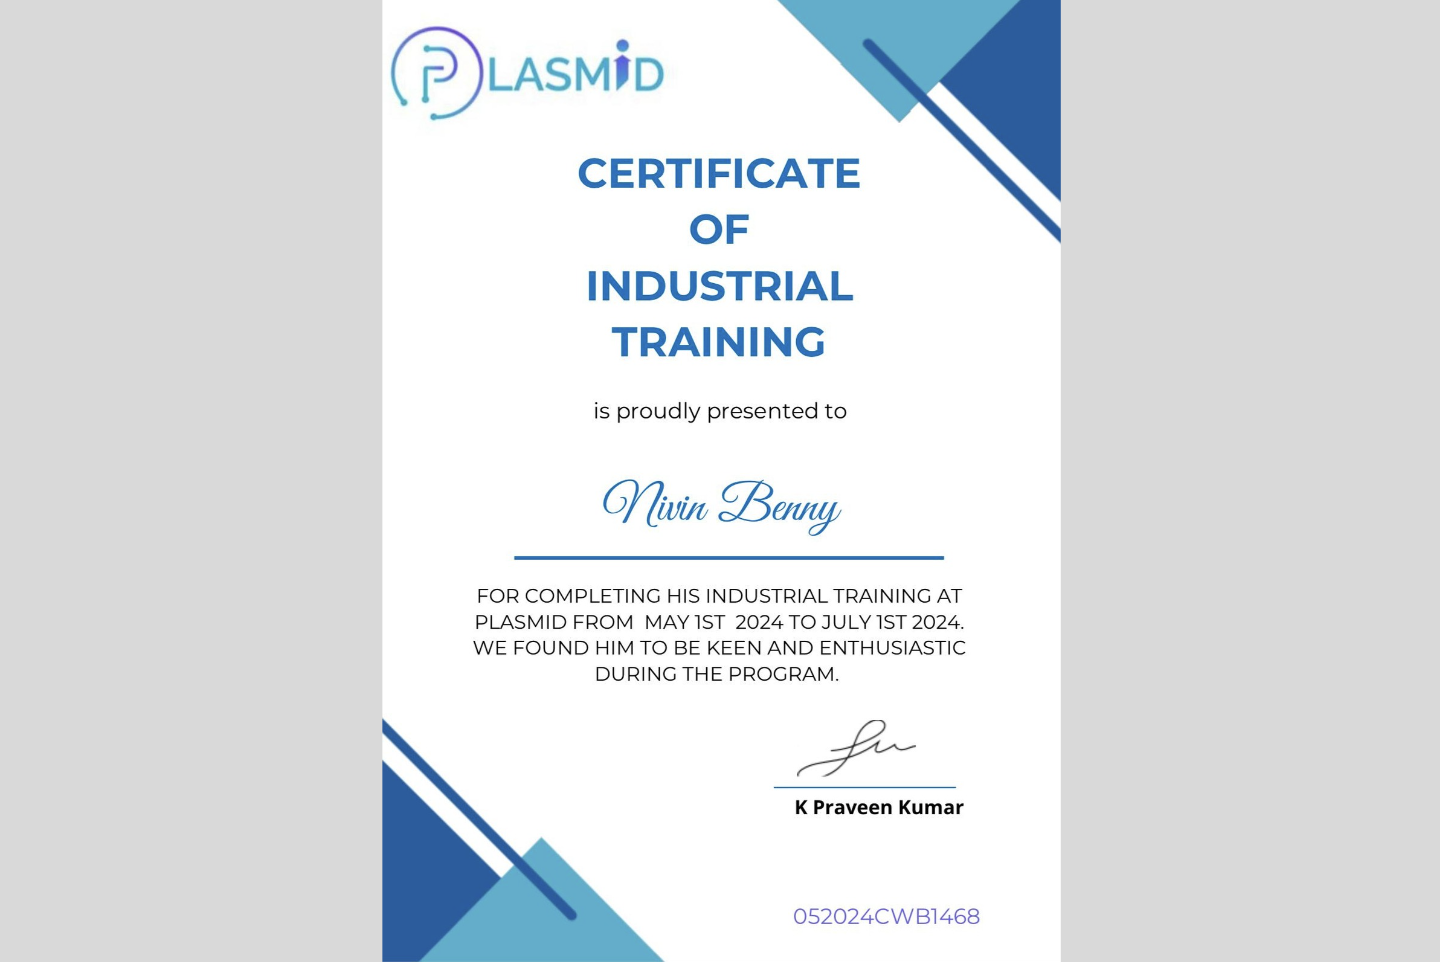 PLASMiD
CERTIFICATE
OF
INDUSTRIAL
TRAINING
is proudly presented to
Nivin Benny
FOR COMPLETING HIS INDUSTRIAL TRAINING AT
PLASMID FROM  MAY 1ST  2024 TO JULY 1ST 2024.
WE FOUND HIM TO BE KEEN AND ENTHUSIASTIC
DURING THE PROGRAM.
K Praveen Kumar
052024CWB1468